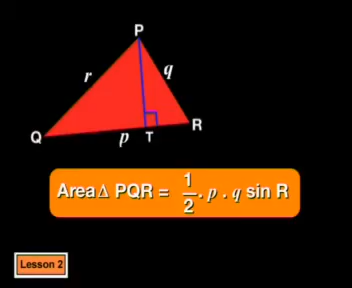 P
r q
Q p T R
Area Δ PQR = 1/2 . p . q sin R
Lesson 2